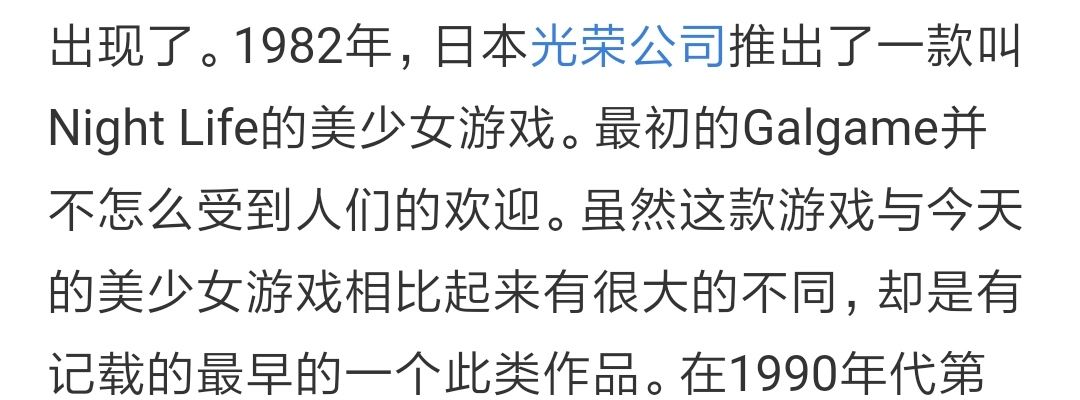 出现了。1982年，日本光荣公司推出了一款叫
Night Life的美少女游戏。最初的Galgame并
不怎么受到人们的欢迎。虽然这款游戏与今天
的美少女游戏相比起来有很大的不同，却是有
记载的最早的一个此类作品。在1990年代第